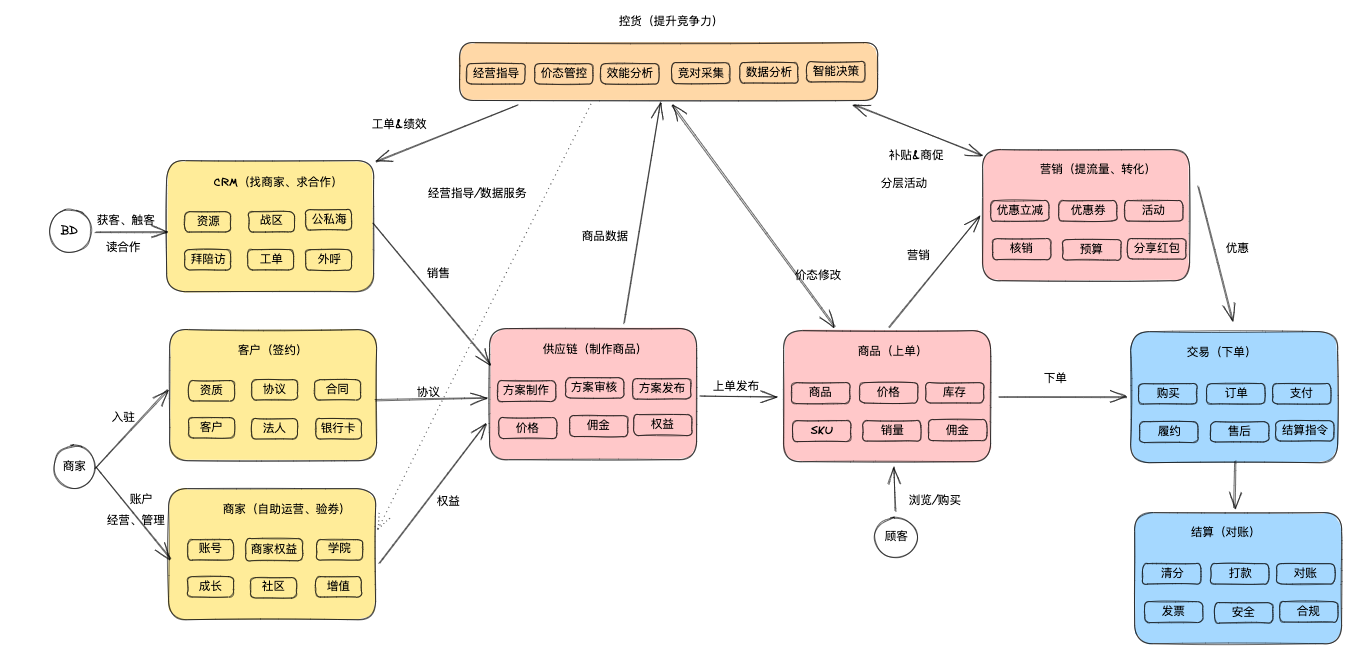 控货（提升竞争力）
经营指导 价态管控 效能分析 竞对采集 数据分析 智能决策
工单&绩效
补贴&商促
分层活动
经营指导/数据服务
商品数据
价态修改
BD
获客、触客
读合作
CRM（找商家、求合作）
资源 战区 公私海
拜陪访 工单 外呼
销售
营销（提流量、转化）
优惠立减 优惠券 活动
核销 预算 分享红包
营销
优惠
客户（签约）
资质 协议 合同
客户 法人 银行卡
协议
商家
入驻
账户
经营、管理
商家（自助运营、验券）
账号 商家权益 学院
成长 社区 增值
权益
供应链（制作商品）
方案制作 方案审核 方案发布
价格 佣金 权益
上单发布
商品（上单）
商品 价格 库存
SKU 销量 佣金
浏览/购买
顾客
下单
交易（下单）
购买 订单 支付
履约 售后 结算指令
结算（对账）
清分 打款 对账
发票 安全 合规